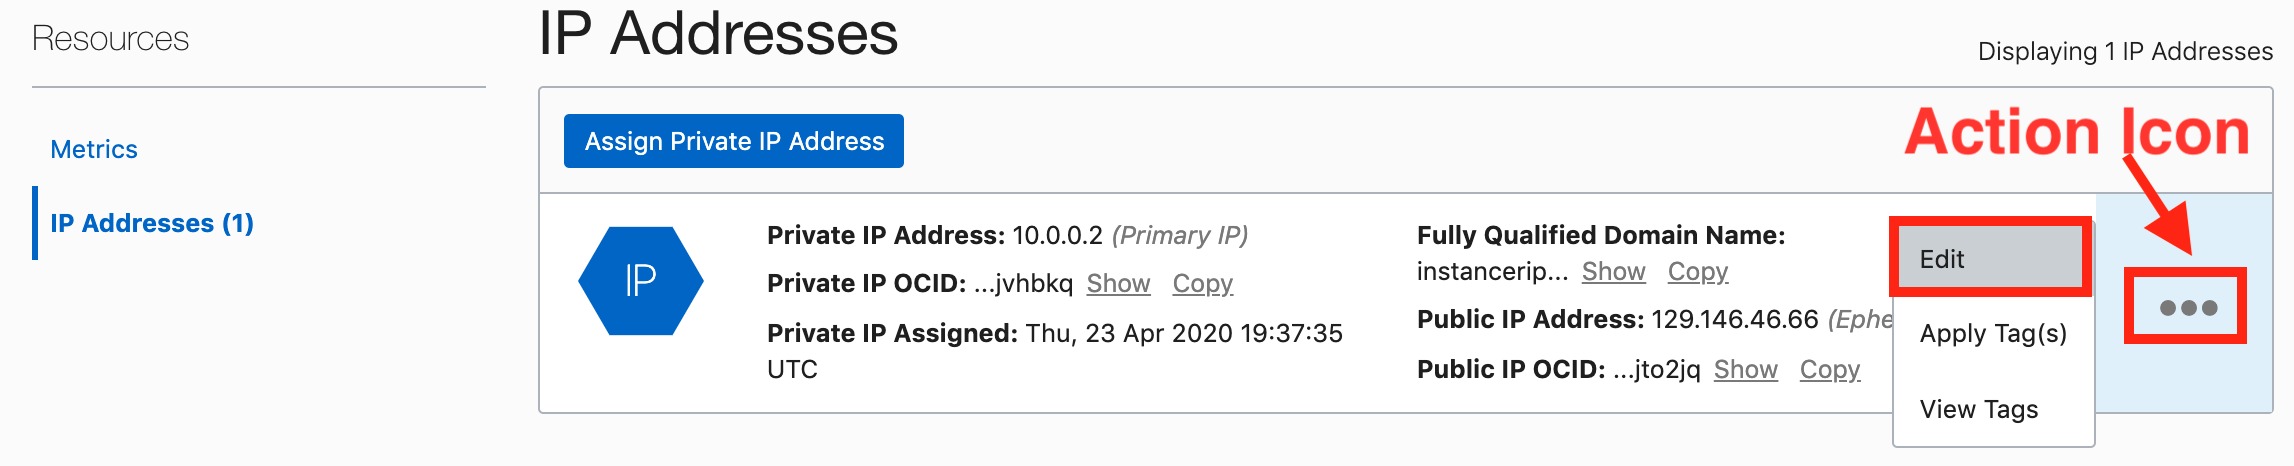 Resources
Metrics
IP Addresses (1)
IP Addresses
Displaying 1 IP Addresses
Assign Private IP Address
Action Icon
IP
Private IP Address: 10.0.0.2 (Primary IP)
Private IP OCID: ...jvhbkq Show Copy
Private IP Assigned: Thu, 23 Apr 2020 19:37:35
UTC
Fully Qualified Domain Name:
instancerip... Show Copy
Public IP Address: 129.146.46.66 (Ephe
Public IP OCID: ...jto2jq Show Copy
Edit
Apply Tag(s)
View Tags